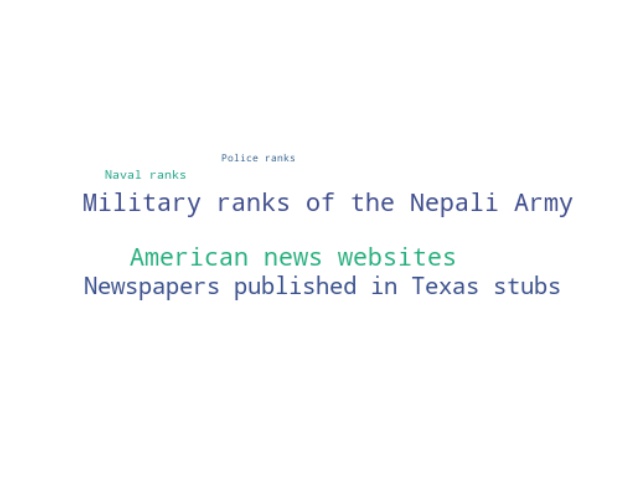 Police ranks
Naval ranks
Military ranks of the Nepali Army
American news websites
Newspapers published in Texas stubs